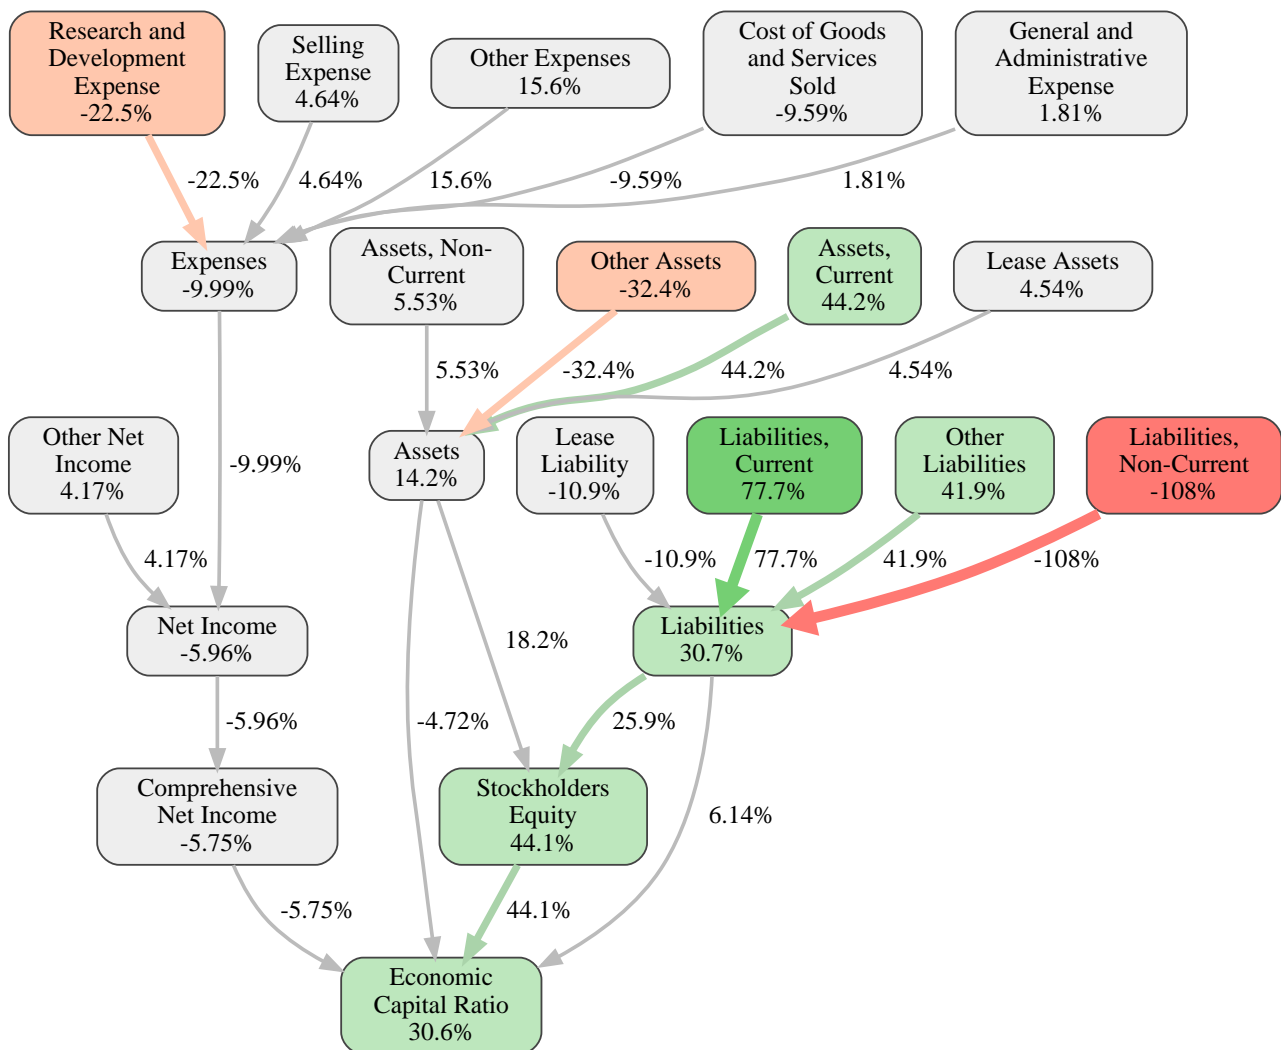 Research and
Development
Expense
-22.5%
Selling
Expense
4.64%
Other Expenses
15.6%
Cost of Goods
and Services
Sold
-9.59%
General and
Administrative
Expense
1.81%
-22.5%
4.64%
15.6%
-9.59%
1.81%
Expenses
-9.99%
Assets, Non-
Current
5.53%
Other Assets
-32.4%
Assets,
Current
44.2%
Lease Assets
4.54%
5.53%
-32.4%
44.2%
4.54%
Other Net
Income
4.17%
-9.99%
Assets
14.2%
Lease
Liability
-10.9%
Liabilities,
Current
77.7%
Other
Liabilities
41.9%
Liabilities,
Non-Current
-108%
4.17%
-10.9%
77.7%
41.9%
-108%
Net Income
-5.96%
18.2%
Liabilities
30.7%
-5.96%
-4.72%
25.9%
Comprehensive
Net Income
-5.75%
Stockholders
Equity
44.1%
6.14%
-5.75%
44.1%
Economic
Capital Ratio
30.6%